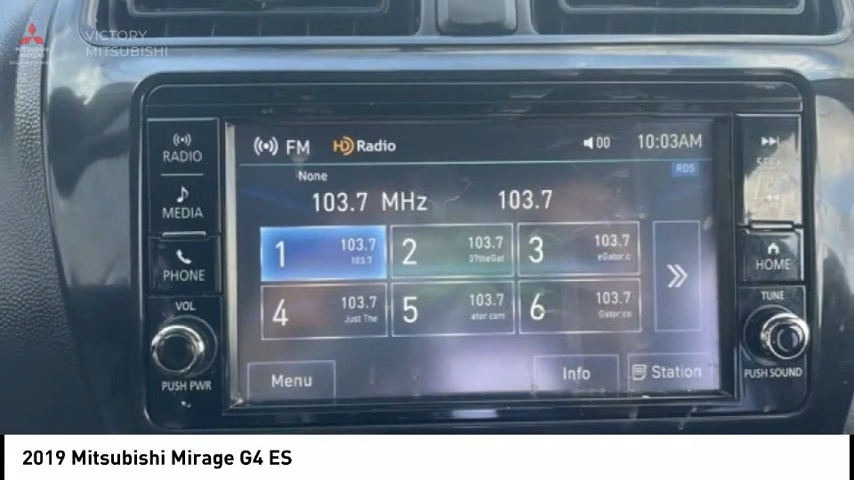 VICTORY
MITSUBISHI
RADIO
MEDIA
PHONE
VOL
PUSH PWR
FM HD Radio 00 10:03AM
RDS
None
103.7 MHz 103.7
1 103.7 103.7
2 103.7 37theGat
3 103.7 eGator.c
4 103.7 Just The
5 103.7 ator com
6 103.7 Gator.co
Menu Info Station
SEEK
HOME
TUNE
PUSH SOUND
2019 Mitsubishi Mirage G4 ES